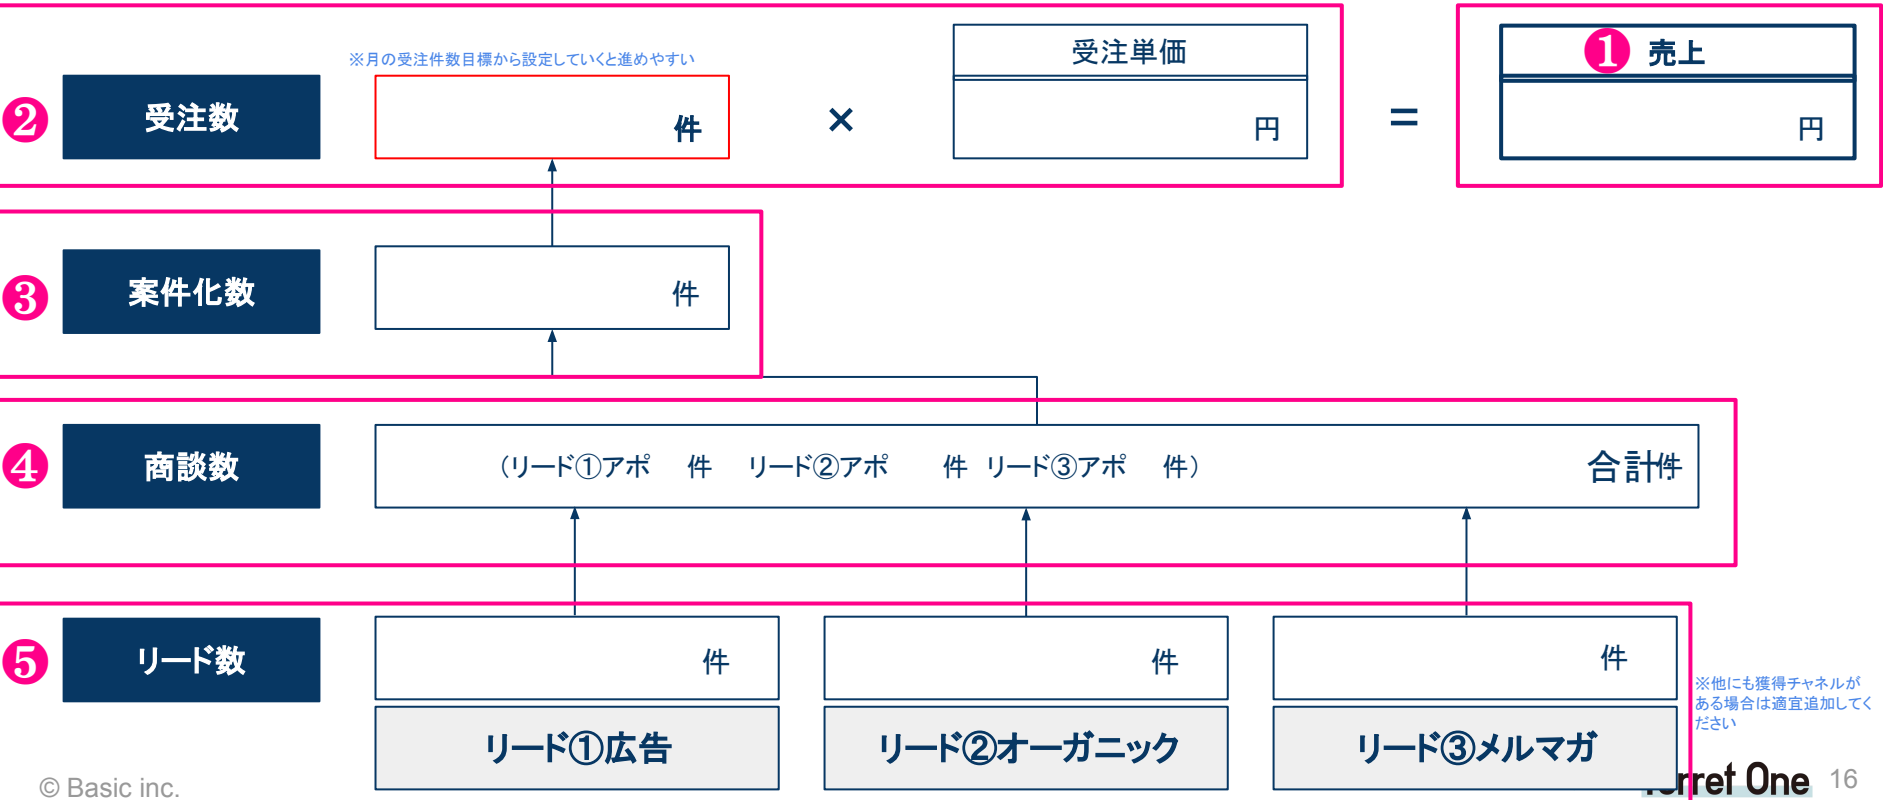 受注単価
❶ 売上
※月の受注件数目標から設定していくと進めやすい
❷ 受注数 件 × 円 = 円
❸ 案件化数 件
❹ 商談数 (リード①アポ 件 リード②アポ 件 リード③アポ 件) 合計: 件
❺ リード数 件 件 件
※他にも獲得チャネルが
ある場合は適宜追加してく
ださい
リード①広告 リード②オーガニック リード③メルマガ
© Basic inc.
ferret One 16